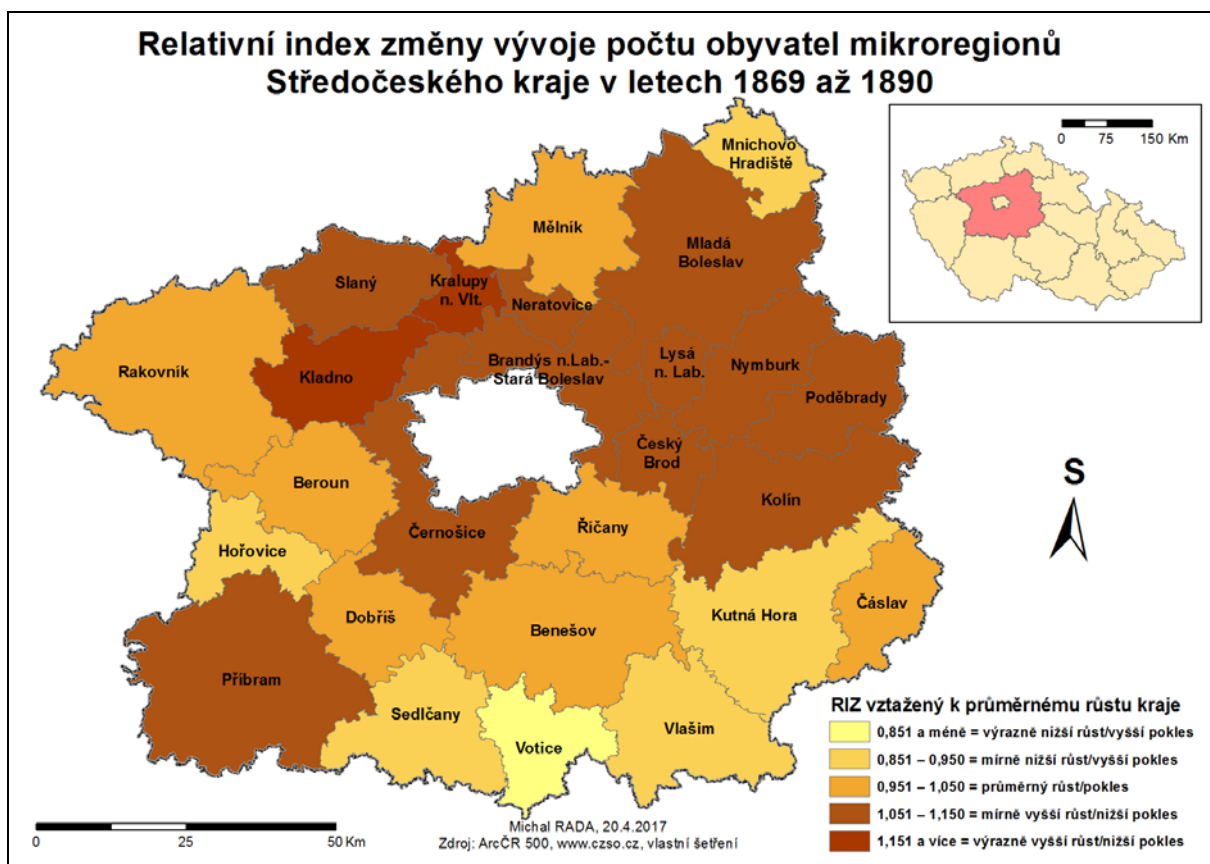 Relativní index změny vývoje počtu obyvatel mikroregionů
Středočeského kraje v letech 1869 až 1890
0 75 150 Km
Mnichovo
Hradiště
Mělník
Mladá
Boleslav
Slaný
Kralupy
n. Vlt.
Neratovice
Rakovník
Kladno
Brandýs n.Lab.-
Stará Boleslav
Lysá
n. Lab.
Nymburk
Poděbrady
Český
Brod
Beroun
Kolín
Černošice
Říčany
Hořovice
S
Dobříš
Benešov
Kutná Hora
Čáslav
Příbram
Sedlčany
Votice
Vlašim
RIZ vztažený k průměrnému růstu kraje
0,851 a méně = výrazně nižší růst/vyšší pokles
0,851 – 0,950 = mírně nižší růst/vyšší pokles
0,951 – 1,050 = průměrný růst/pokles
1,051 – 1,150 = mírně vyšší růst/nižší pokles
1,151 a více = výrazně vyšší růst/nižší pokles
0 25 50 Km
Michal RADA, 20.4.2017
Zdroj: ArcČR 500, www.czso.cz, vlastní šetření